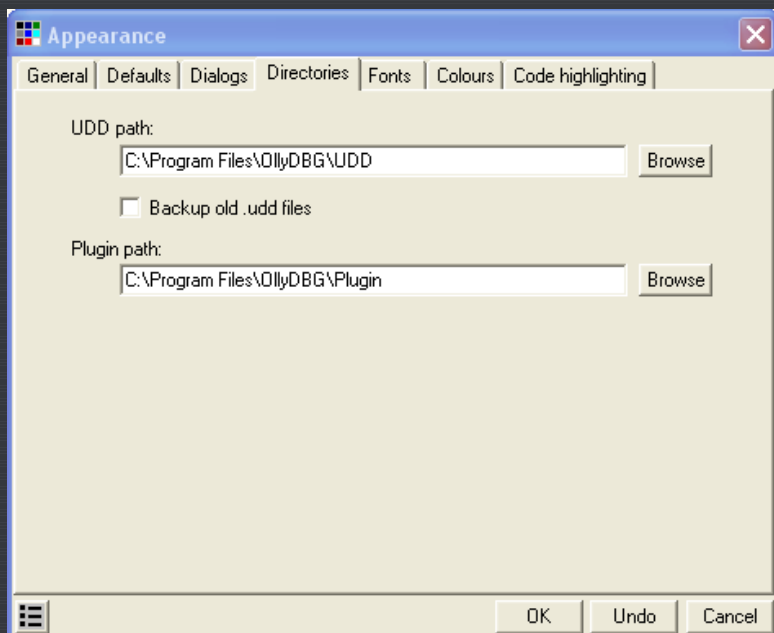 Appearance
General Defaults Dialogs Directories Fonts Colours Code highlighting
UDD path:
C:\Program Files\OllyDBG\UDD Browse
Backup old .udd files
Plugin path:
C:\Program Files\OllyDBG\Plugin Browse
OK Undo Cancel